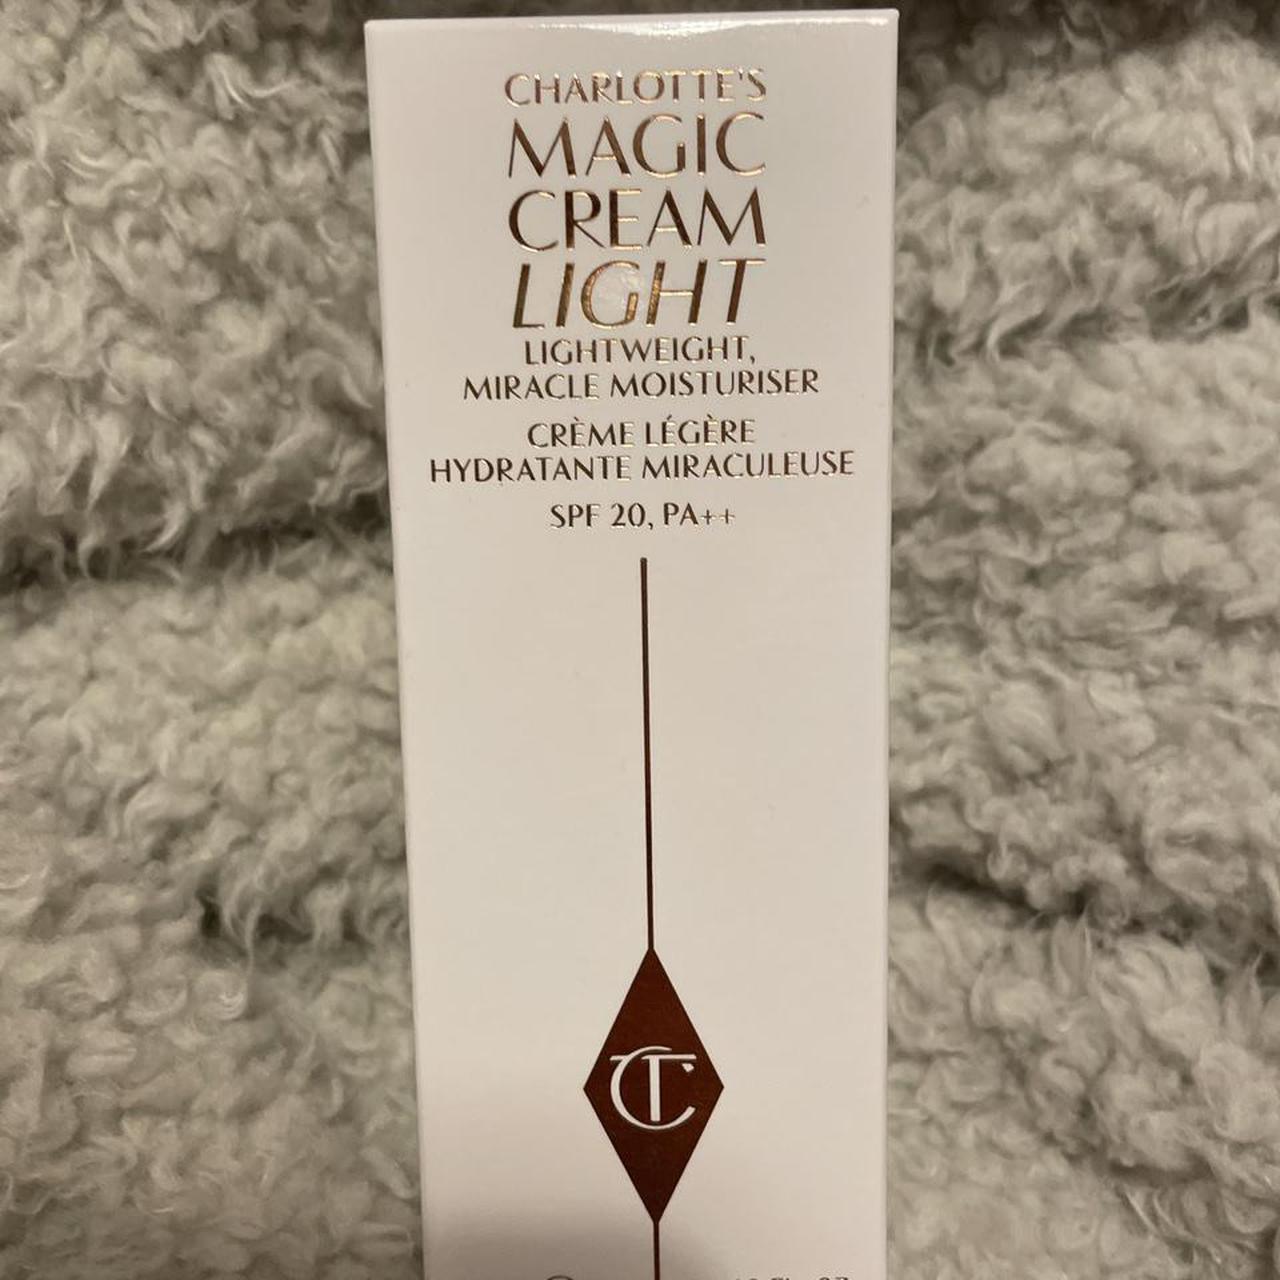 CHARLOTTE'S
MAGIC
CREAM
LIGHT
LIGHTWEIGHT,
MIRACLE MOISTURISER
CRÈME LÉGÈRE
HYDRATANTE MIRACULEUSE
SPF 20, PA++
CT